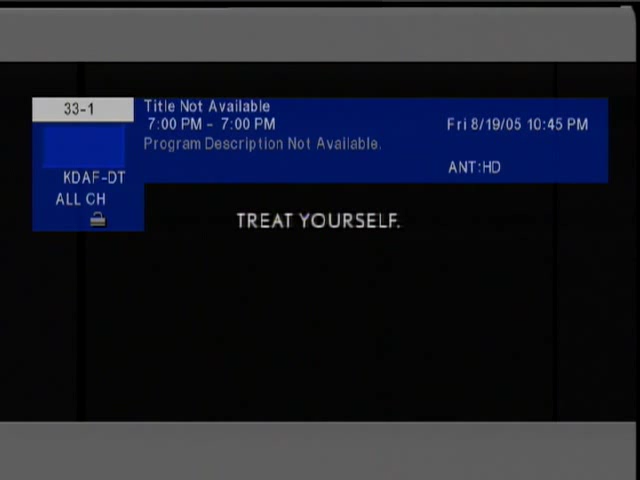 33-1
Title Not Available
7:00 PM - 7:00 PM
Fri 8/19/05 10:45 PM
Program Description Not Available.
ANT:HD
KDAF-DT
ALL CH
TREAT YOURSELF.